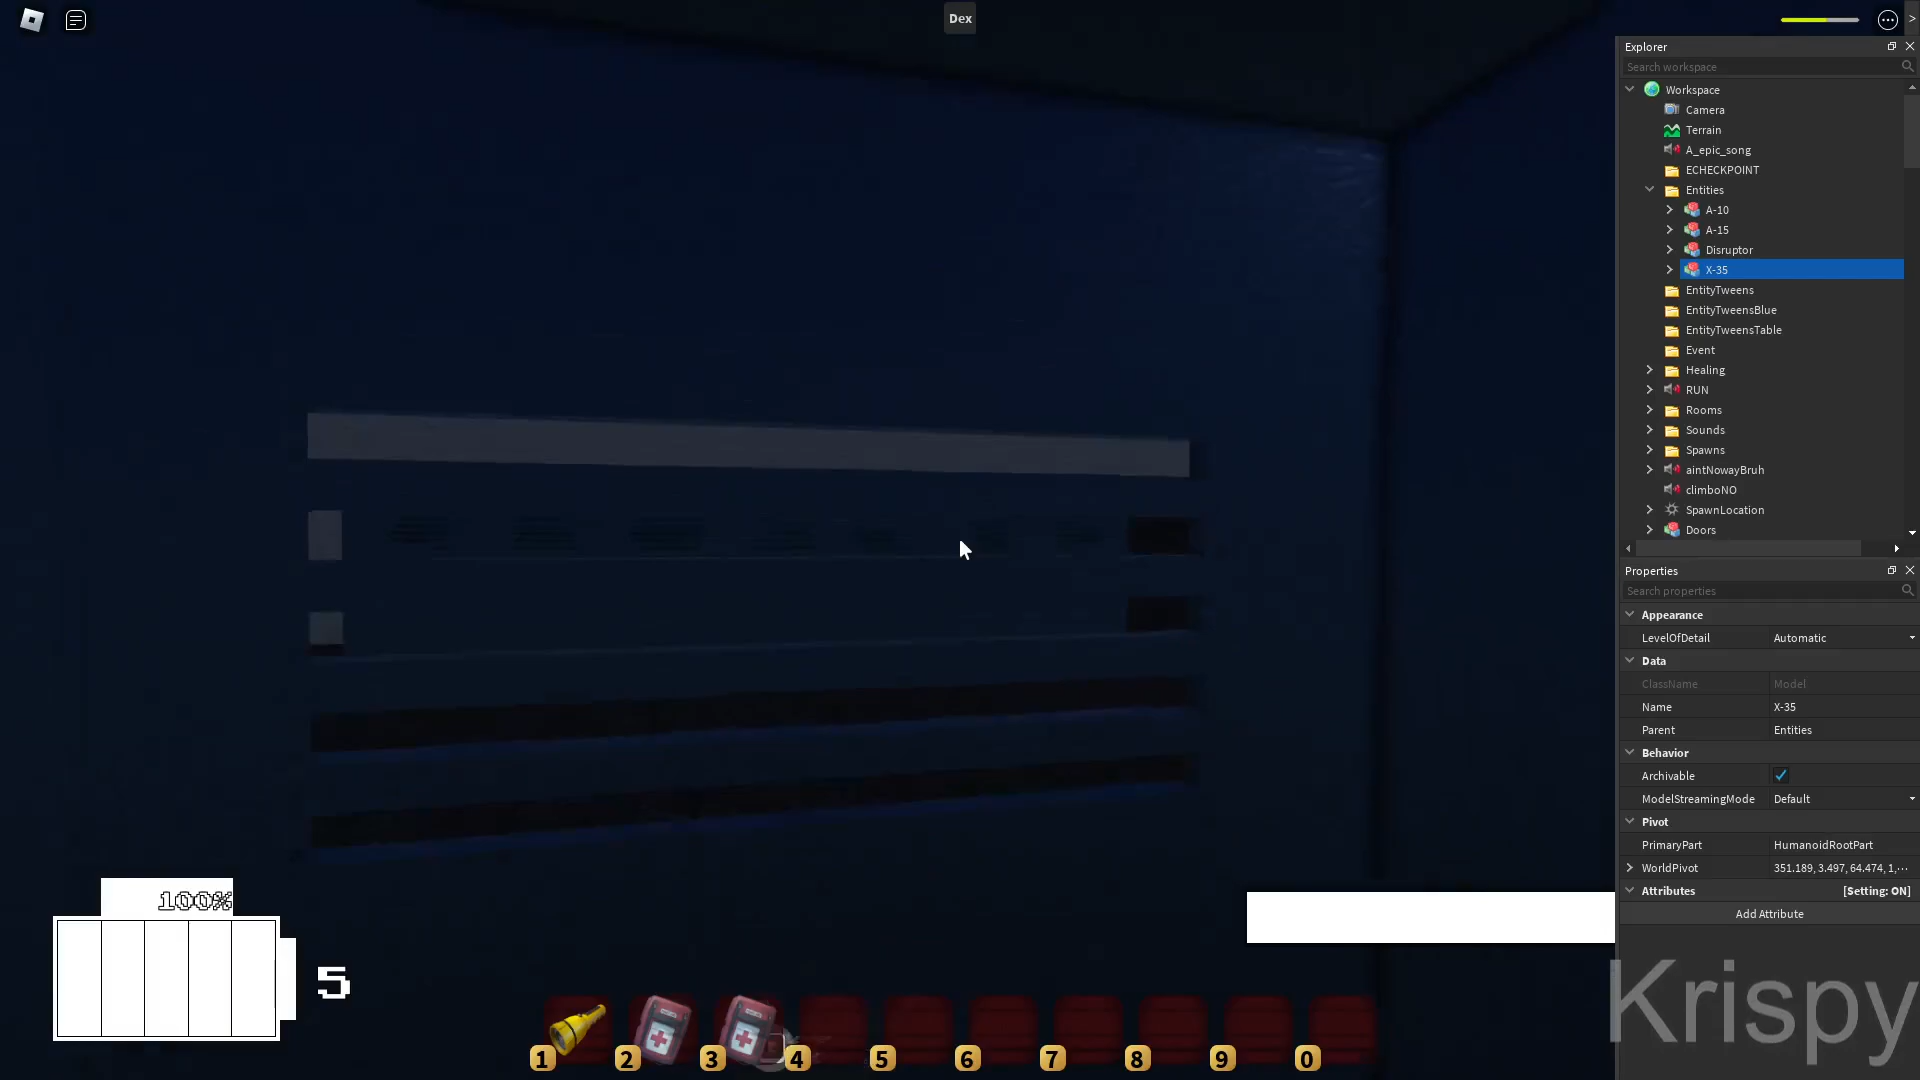 Dex
>
Explorer
Search workspace
Workspace
Camera
Terrain
A_epic_song
ECHECKPOINT
Entities
A-10
A-15
Disruptor
X-35
EntityTweens
EntityTweensBlue
EntityTweensTable
Event
Healing
RUN
Rooms
Sounds
Spawns
aintNowayBruh
climboNO
SpawnLocation
Doors
Properties
Search properties
Appearance
LevelOfDetail Automatic
Data
ClassName Model
Name X-35
Parent Entities
Behavior
Archivable
ModelStreamingMode Default
Pivot
PrimaryPart HumanoidRootPart
WorldPivot 351.189, 3.497, 64.474, 1,...
Attributes [Setting: ON]
Add Attribute
100%
5
1 2 3 4 5 6 7 8 9 0
Krispy